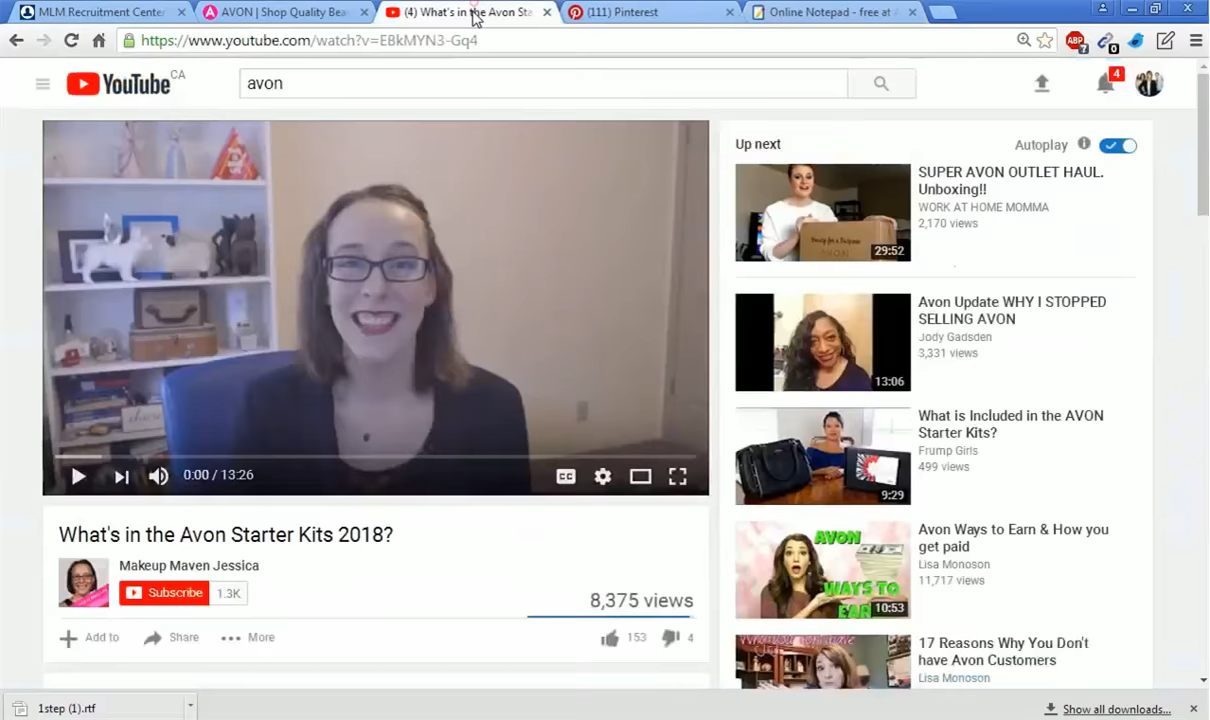 MLM Recruitment Center
AVON | Shop Quality Bea
(4) What's in the Avon Sta
(111) Pinterest
Online Notepad - free at A
https://www.youtube.com/watch?v=EBkMYN3-Gq4
7
0
YouTube CA
avon
4
Up next
Autoplay
SUPER AVON OUTLET HAUL.
Unboxing!!
WORK AT HOME MOMMA
2,170 views
29:52
Avon Update WHY I STOPPED
SELLING AVON
Jody Gadsden
3,331 views
13:06
What is Included in the AVON
Starter Kits?
Frump Girls
499 views
9:29
Avon Ways to Earn & How you
get paid
Lisa Monoson
11,717 views
AVON
WAYS TO
10:53
17 Reasons Why You Don't
have Avon Customers
Lisa Monoson
0:00 / 13:26
CC
What's in the Avon Starter Kits 2018?
Makeup Maven Jessica
Subscribe 1.3K
8,375 views
Add to Share More
153 4
1step (1).rtf
Show all downloads...